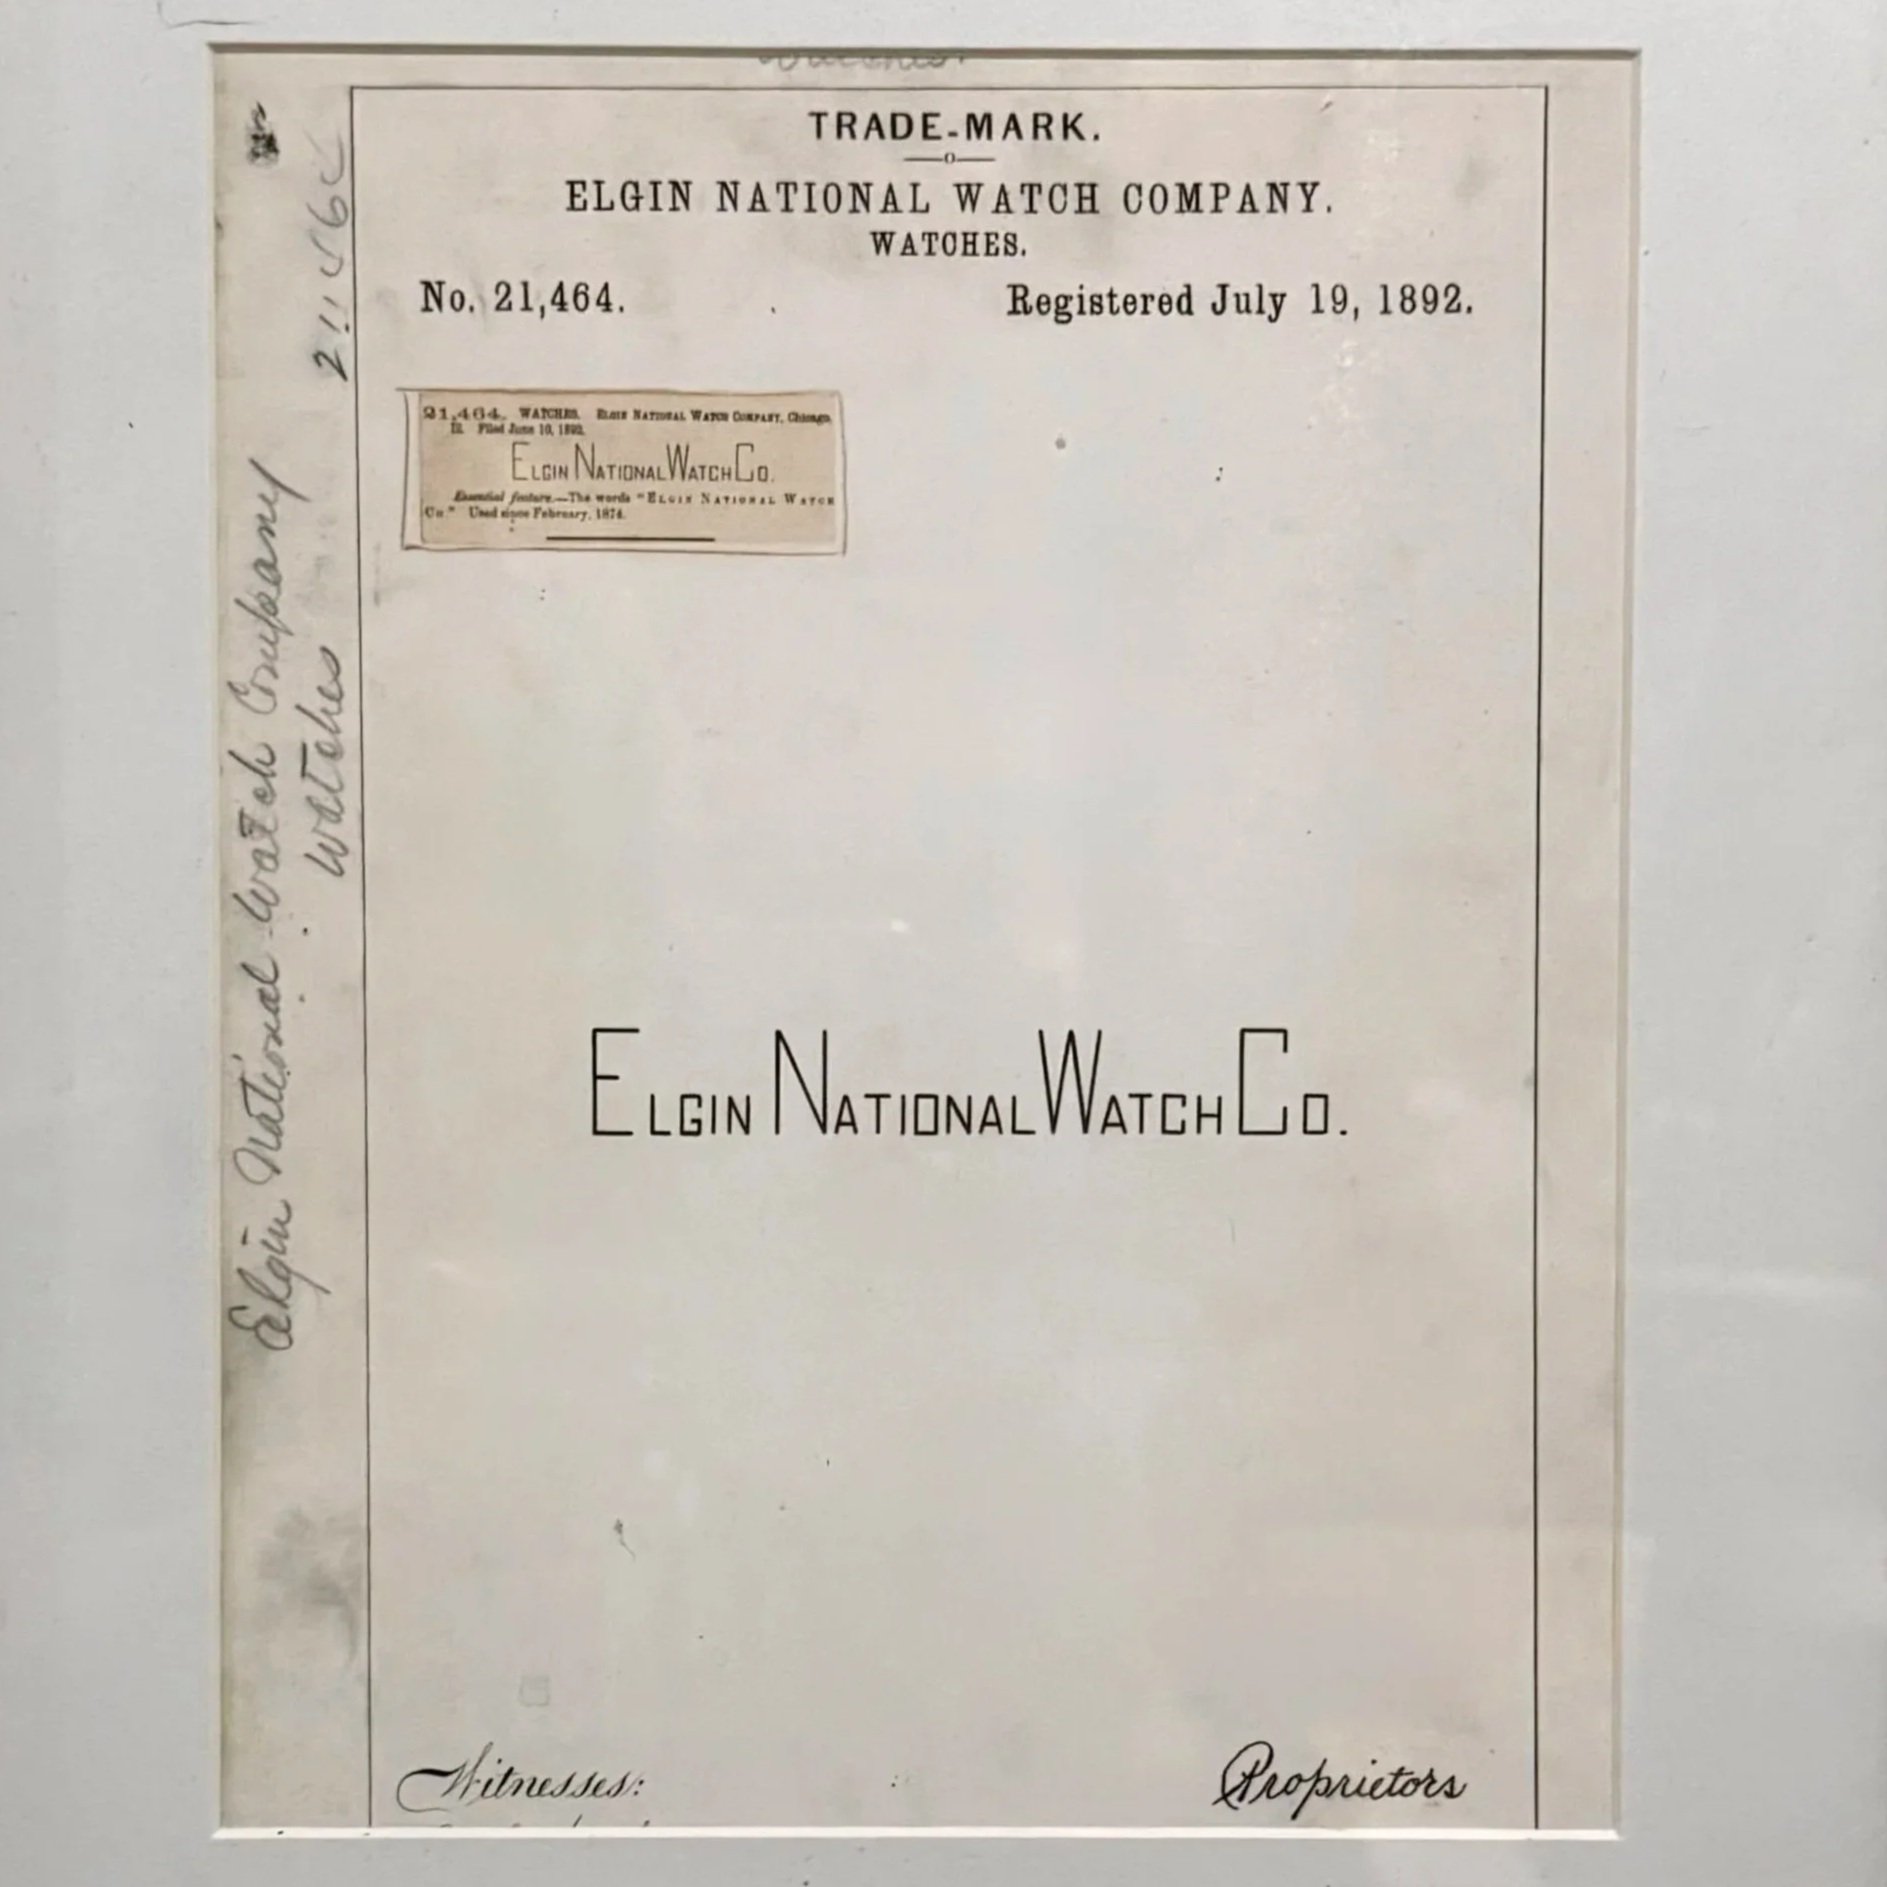 TRADE-MARK.
ELGIN NATIONAL WATCH COMPANY.
WATCHES.
No. 21,464. Registered July 19, 1892.
21,464. WATCHES. ELGIN NATIONAL WATCH COMPANY, Chicago,
Ill. Filed June 10, 1892.
ELGIN NATIONAL WATCH CO.
Essential feature.—The words "ELGIN NATIONAL WATCH
CO." Used since February, 1874.
ELGIN NATIONAL WATCH CO.
Witnesses: Proprietors
Elgin National Watch Company
Watches